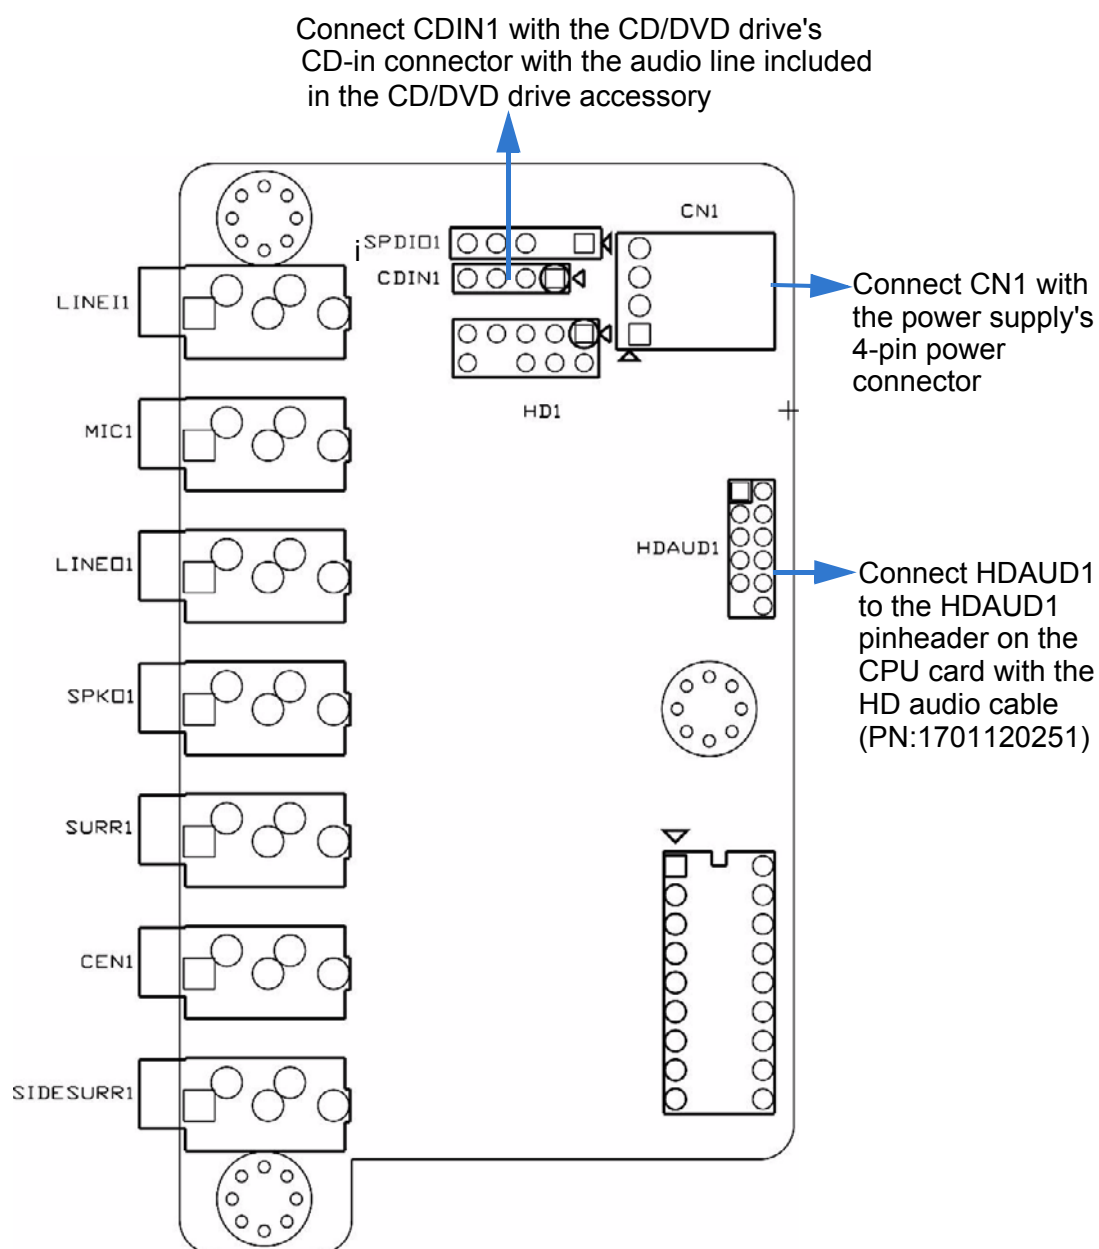 Connect CDIN1 with the CD/DVD drive's
CD-in connector with the audio line included
in the CD/DVD drive accessory
CN1
iSPDIO1
CDIN1
LINEI1
Connect CN1 with
the power supply's
4-pin power
connector
HD1
MIC1
HDAUD1
LINEO1
Connect HDAUD1
to the HDAUD1
pinheader on the
CPU card with the
HD audio cable
(PN:1701120251)
SPKO1
SURR1
CEN1
SIDESURR1